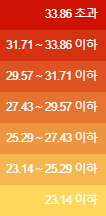 33.86 초과
31.71 ~ 33.86 이하
29.57 ~ 31.71 이하
27.43 ~ 29.57 이하
25.29 ~ 27.43 이하
23.14 ~ 25.29 이하
23.14 이하